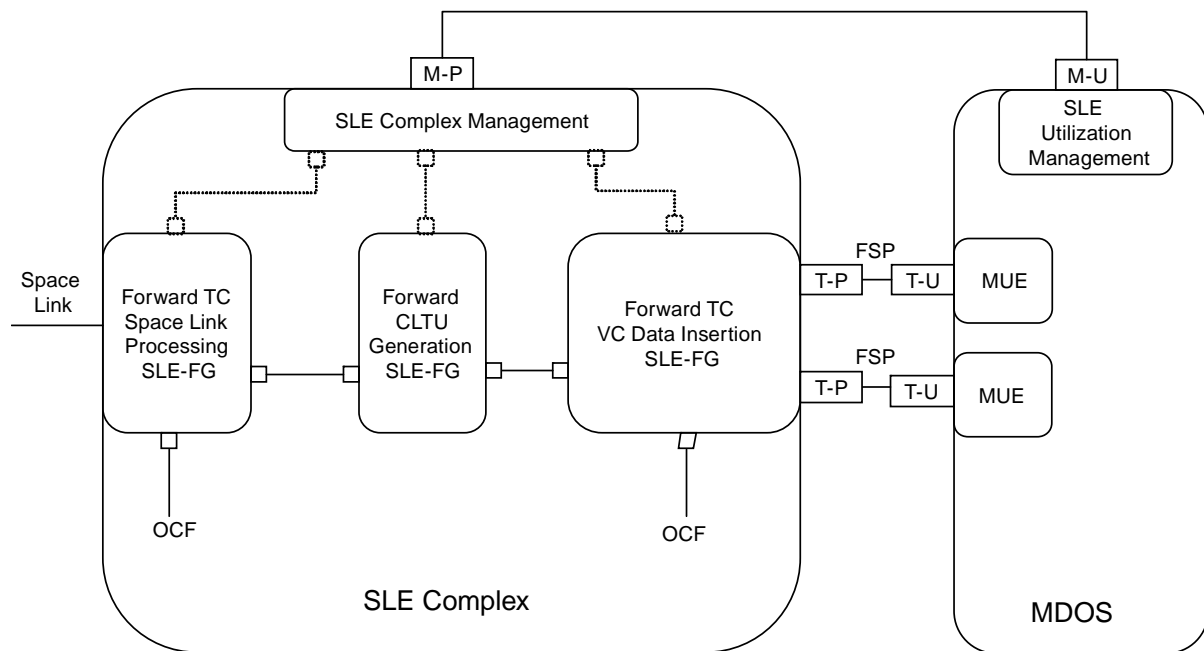 M-P
M-U
SLE Complex Management
SLE
Utilization
Management
Space
Link
Forward TC
Space Link
Processing
SLE-FG
Forward
CLTU
Generation
SLE-FG
Forward TC
VC Data Insertion
SLE-FG
FSP
T-P
T-U
MUE
FSP
T-P
T-U
MUE
OCF
OCF
SLE Complex
MDOS